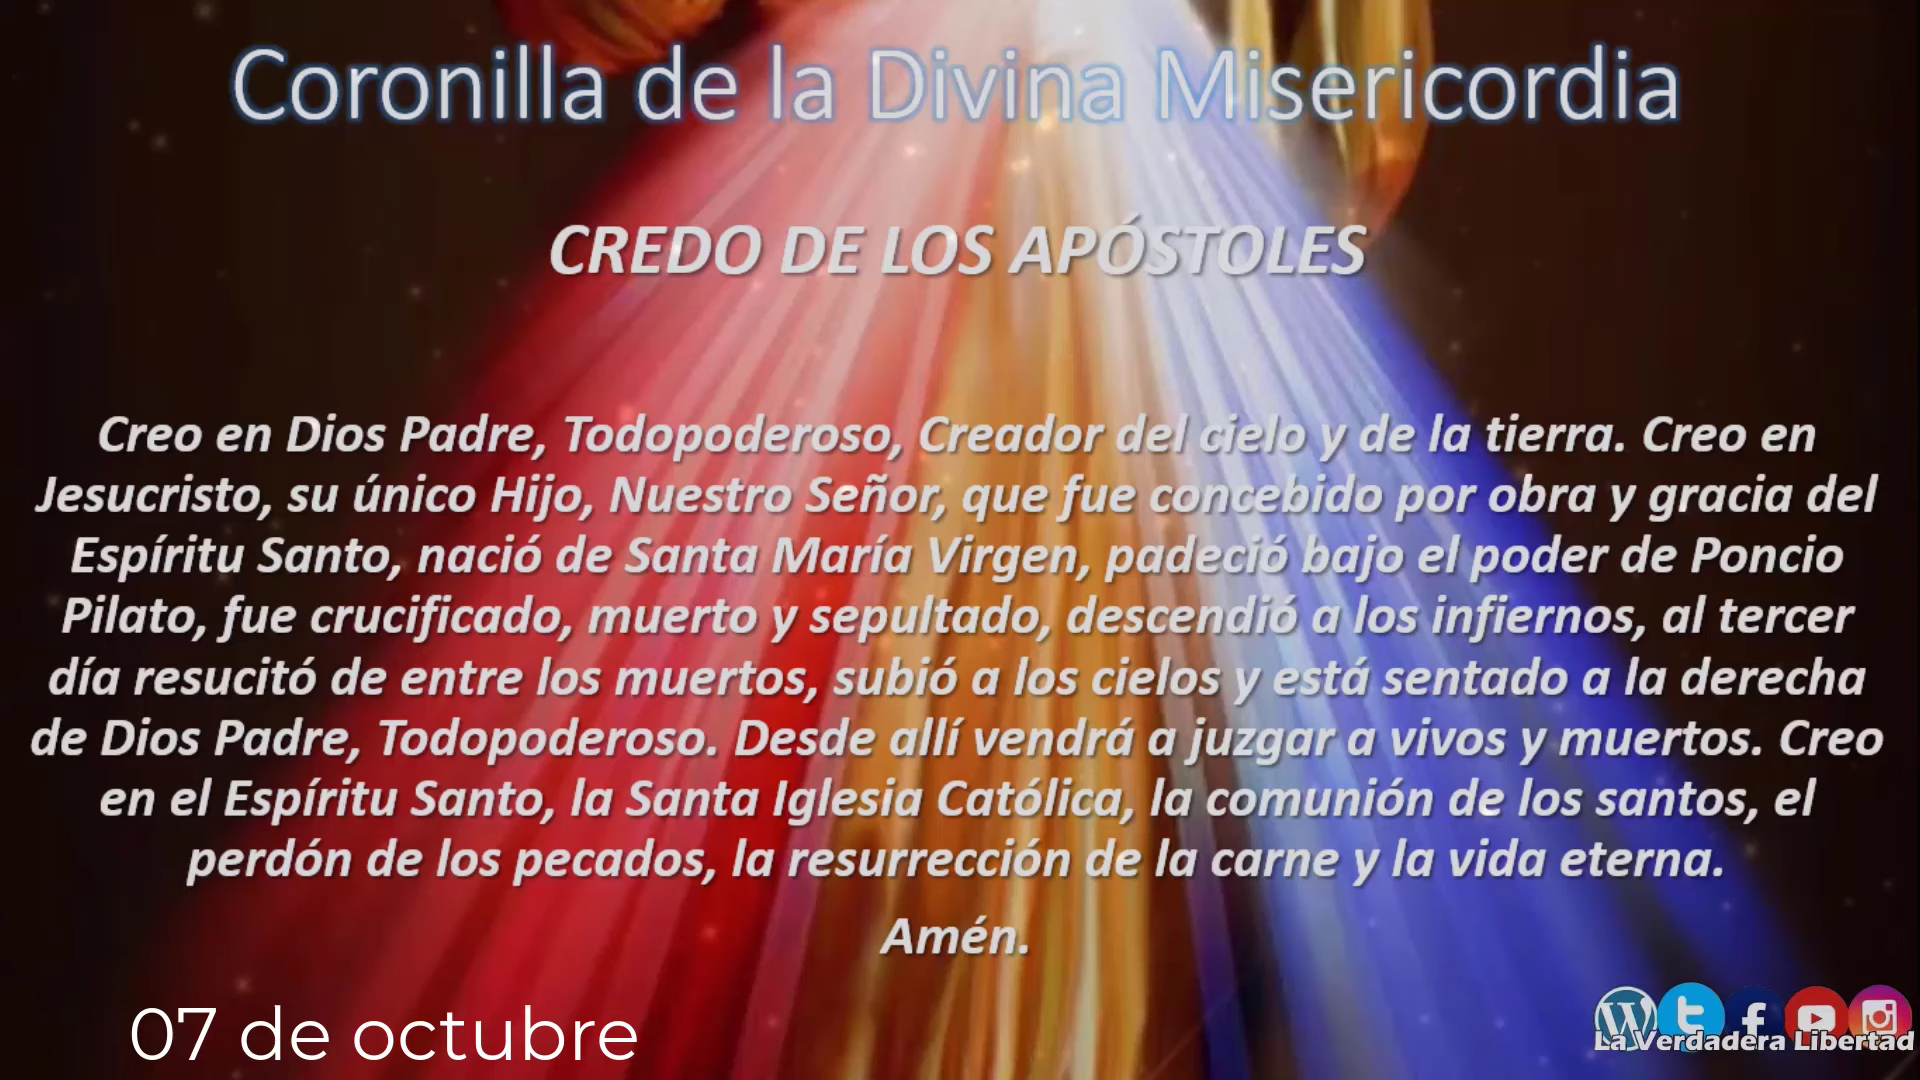 Coronilla de la Divina Misericordia
CREDO DE LOS APÓSTOLES
Creo en Dios Padre, Todopoderoso, Creador del cielo y de la tierra. Creo en
Jesucristo, su único Hijo, Nuestro Señor, que fue concebido por obra y gracia del
Espíritu Santo, nació de Santa María Virgen, padeció bajo el poder de Poncio
Pilato, fue crucificado, muerto y sepultado, descendió a los infiernos, al tercer
día resucitó de entre los muertos, subió a los cielos y está sentado a la derecha
de Dios Padre, Todopoderoso. Desde allí vendrá a juzgar a vivos y muertos. Creo
en el Espíritu Santo, la Santa Iglesia Católica, la comunión de los santos, el
perdón de los pecados, la resurrección de la carne y la vida eterna.
Amén.
07 de octubre
La Verdadera Libertad